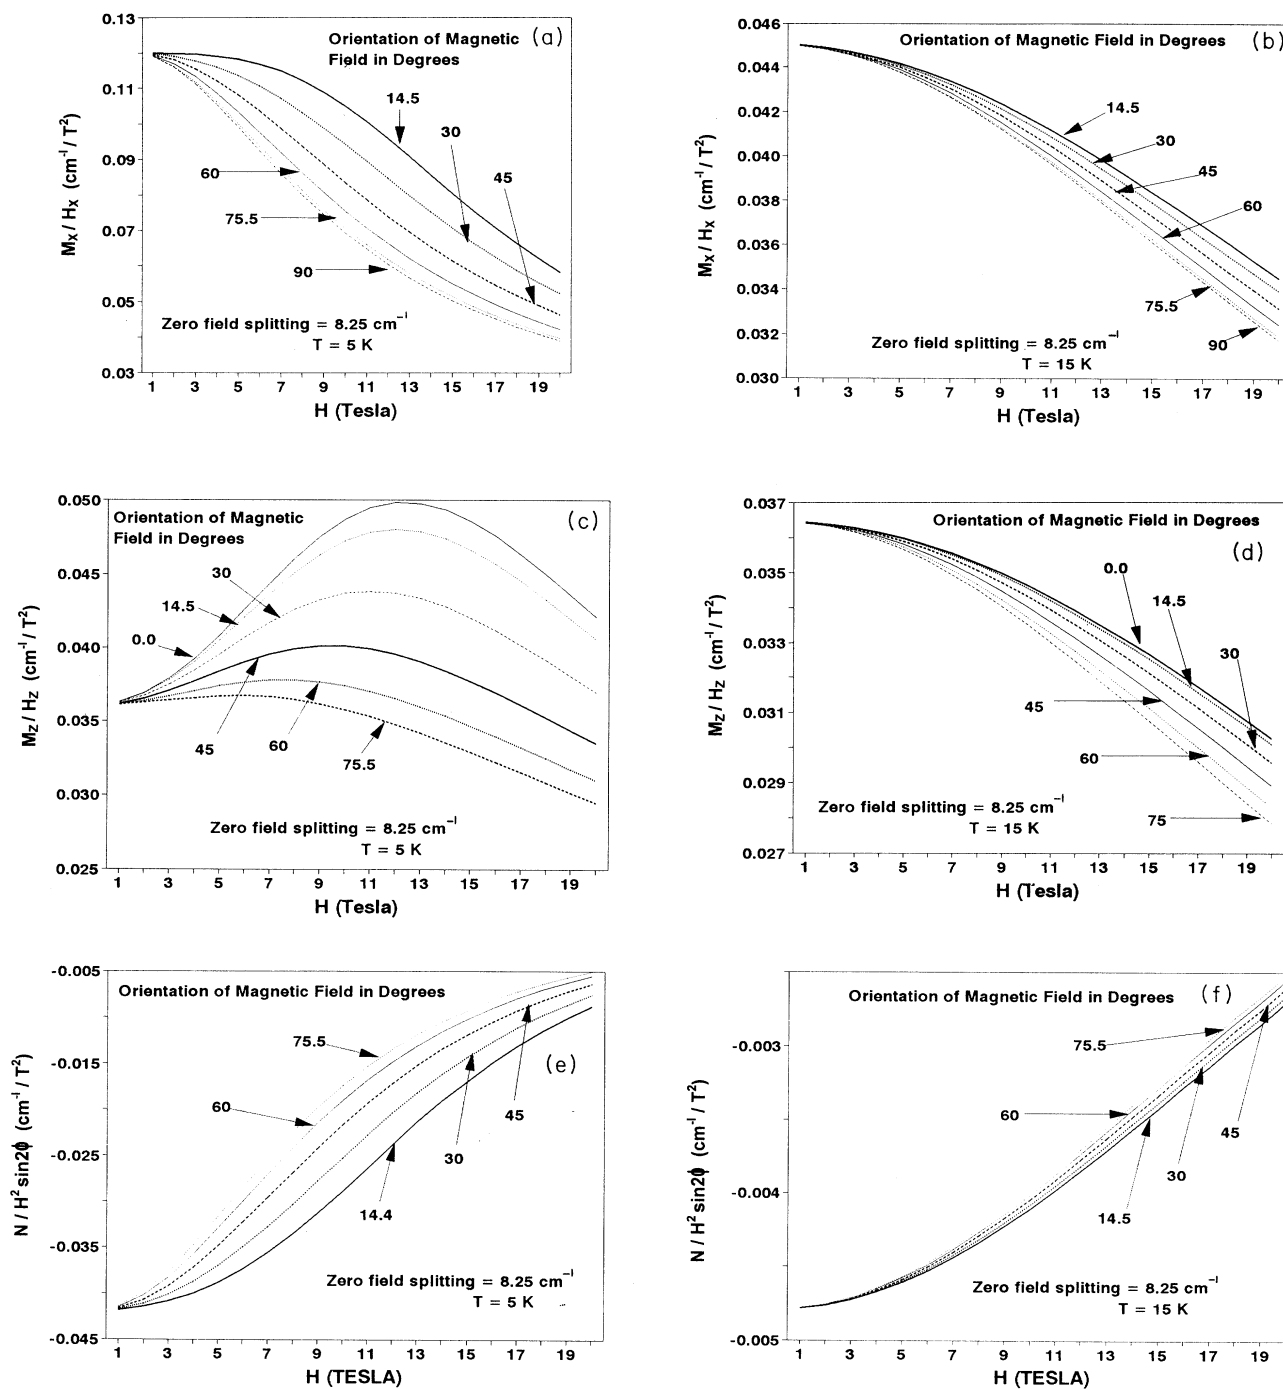 (a)
Orientation of Magnetic
Field in Degrees
0.13
0.11
0.09
0.07
0.05
0.03
M_X / H_X (cm⁻¹ / T²)
14.5
30
45
60
75.5
90
Zero field splitting = 8.25 cm⁻¹
T = 5 K
1 3 5 7 9 11 13 15 17 19
H (Tesla)
(b)
Orientation of Magnetic Field in Degrees
0.046
0.044
0.042
0.040
0.038
0.036
0.034
0.032
0.030
M_X / H_X (cm⁻¹ / T²)
14.5
30
45
60
75.5
90
Zero field splitting = 8.25 cm⁻¹
T = 15 K
1 3 5 7 9 11 13 15 17 19
H (Tesla)
(c)
Orientation of Magnetic
Field in Degrees
0.050
0.045
0.040
0.035
0.030
0.025
M_Z / H_Z (cm⁻¹ / T²)
30
14.5
0.0
45
60
75.5
Zero field splitting = 8.25 cm⁻¹
T = 5 K
1 3 5 7 9 11 13 15 17 19
H (Tesla)
(d)
Orientation of Magnetic Field in Degrees
0.037
0.035
0.033
0.031
0.029
0.027
M_Z / H_Z (cm⁻¹ / T²)
0.0
14.5
30
45
60
75
Zero field splitting = 8.25 cm⁻¹
T = 15 K
1 3 5 7 9 11 13 15 17 19
H (Tesla)
(e)
Orientation of Magnetic Field in Degrees
-0.005
-0.015
-0.025
-0.035
-0.045
N / H² sin2ϕ (cm⁻¹ / T²)
75.5
60
45
30
14.4
Zero field splitting = 8.25 cm⁻¹
T = 5 K
1 3 5 7 9 11 13 15 17 19
H (TESLA)
(f)
Orientation of Magnetic Field in Degrees
-0.003
-0.004
-0.005
N / H² sin2ϕ (cm⁻¹ / T²)
75.5
60
45
30
14.5
Zero field splitting = 8.25 cm⁻¹
T = 15 K
1 3 5 7 9 11 13 15 17 19
H (TESLA)